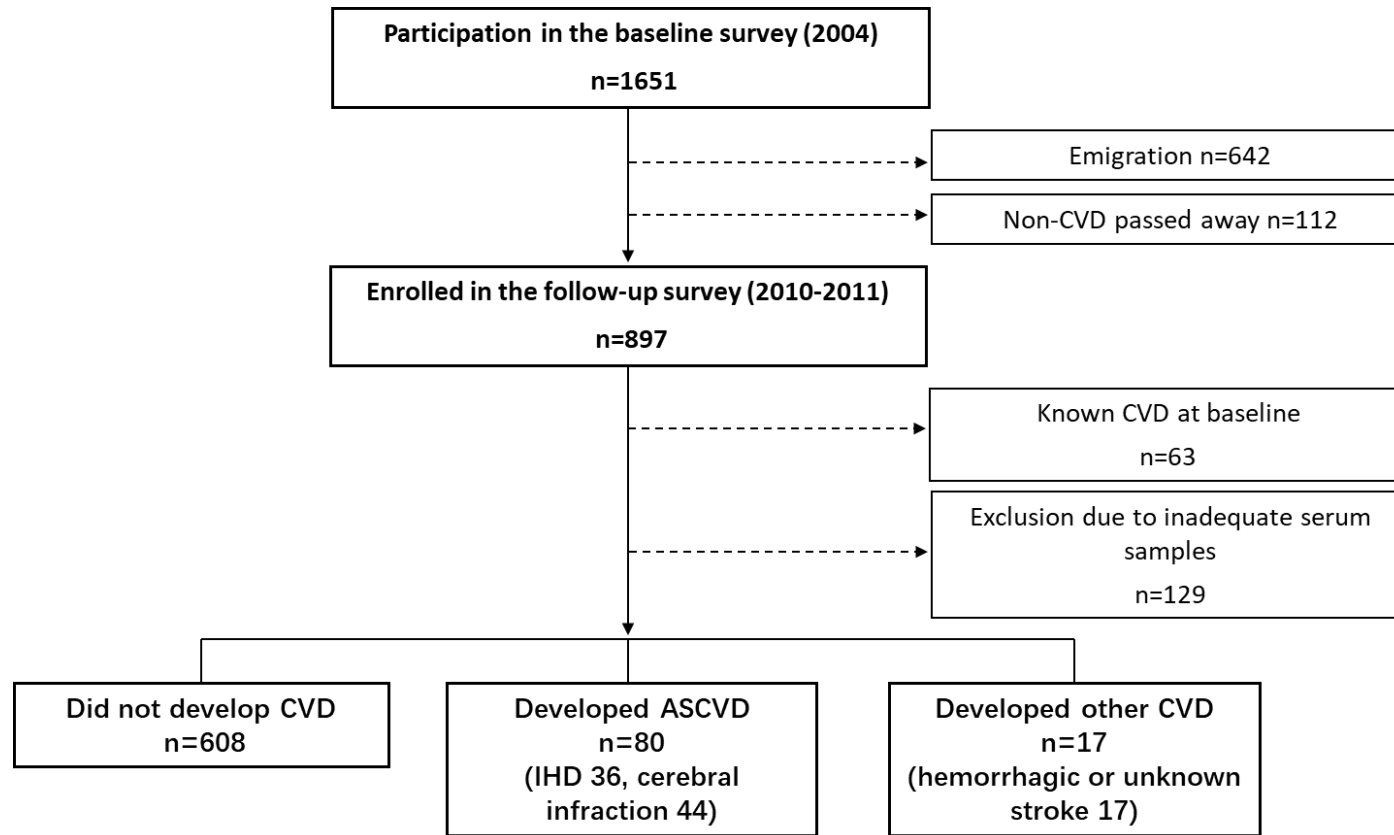 Participation in the baseline survey (2004)
n=1651
Emigration n=642
Non-CVD passed away n=112
Enrolled in the follow-up survey (2010-2011)
n=897
Known CVD at baseline
n=63
Exclusion due to inadequate serum
samples
n=129
Did not develop CVD
n=608
Developed ASCVD
n=80
(IHD 36, cerebral
infraction 44)
Developed other CVD
n=17
(hemorrhagic or unknown
stroke 17)